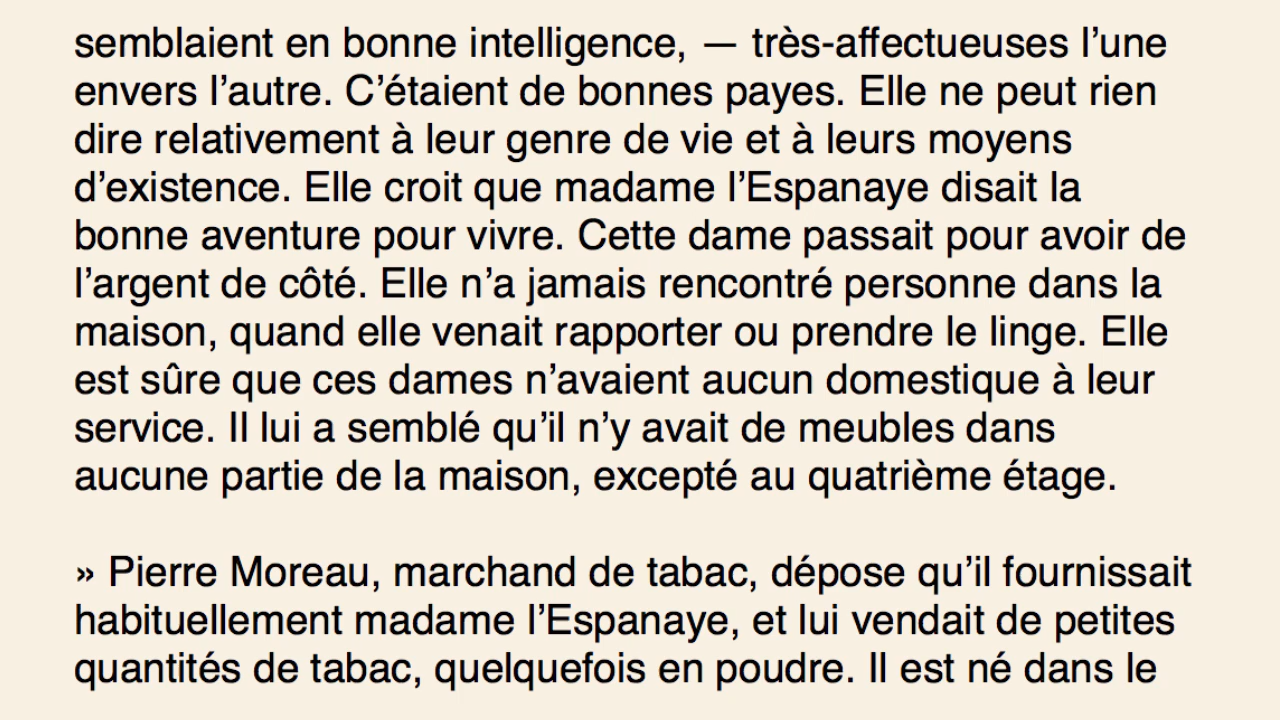 semblaient en bonne intelligence, — très-affectueuses l’une
envers l’autre. C’étaient de bonnes payes. Elle ne peut rien
dire relativement à leur genre de vie et à leurs moyens
d’existence. Elle croit que madame l’Espanaye disait la
bonne aventure pour vivre. Cette dame passait pour avoir de
l’argent de côté. Elle n’a jamais rencontré personne dans la
maison, quand elle venait rapporter ou prendre le linge. Elle
est sûre que ces dames n’avaient aucun domestique à leur
service. Il lui a semblé qu’il n’y avait de meubles dans
aucune partie de la maison, excepté au quatrième étage.
» Pierre Moreau, marchand de tabac, dépose qu’il fournissait
habituellement madame l’Espanaye, et lui vendait de petites
quantités de tabac, quelquefois en poudre. Il est né dans le